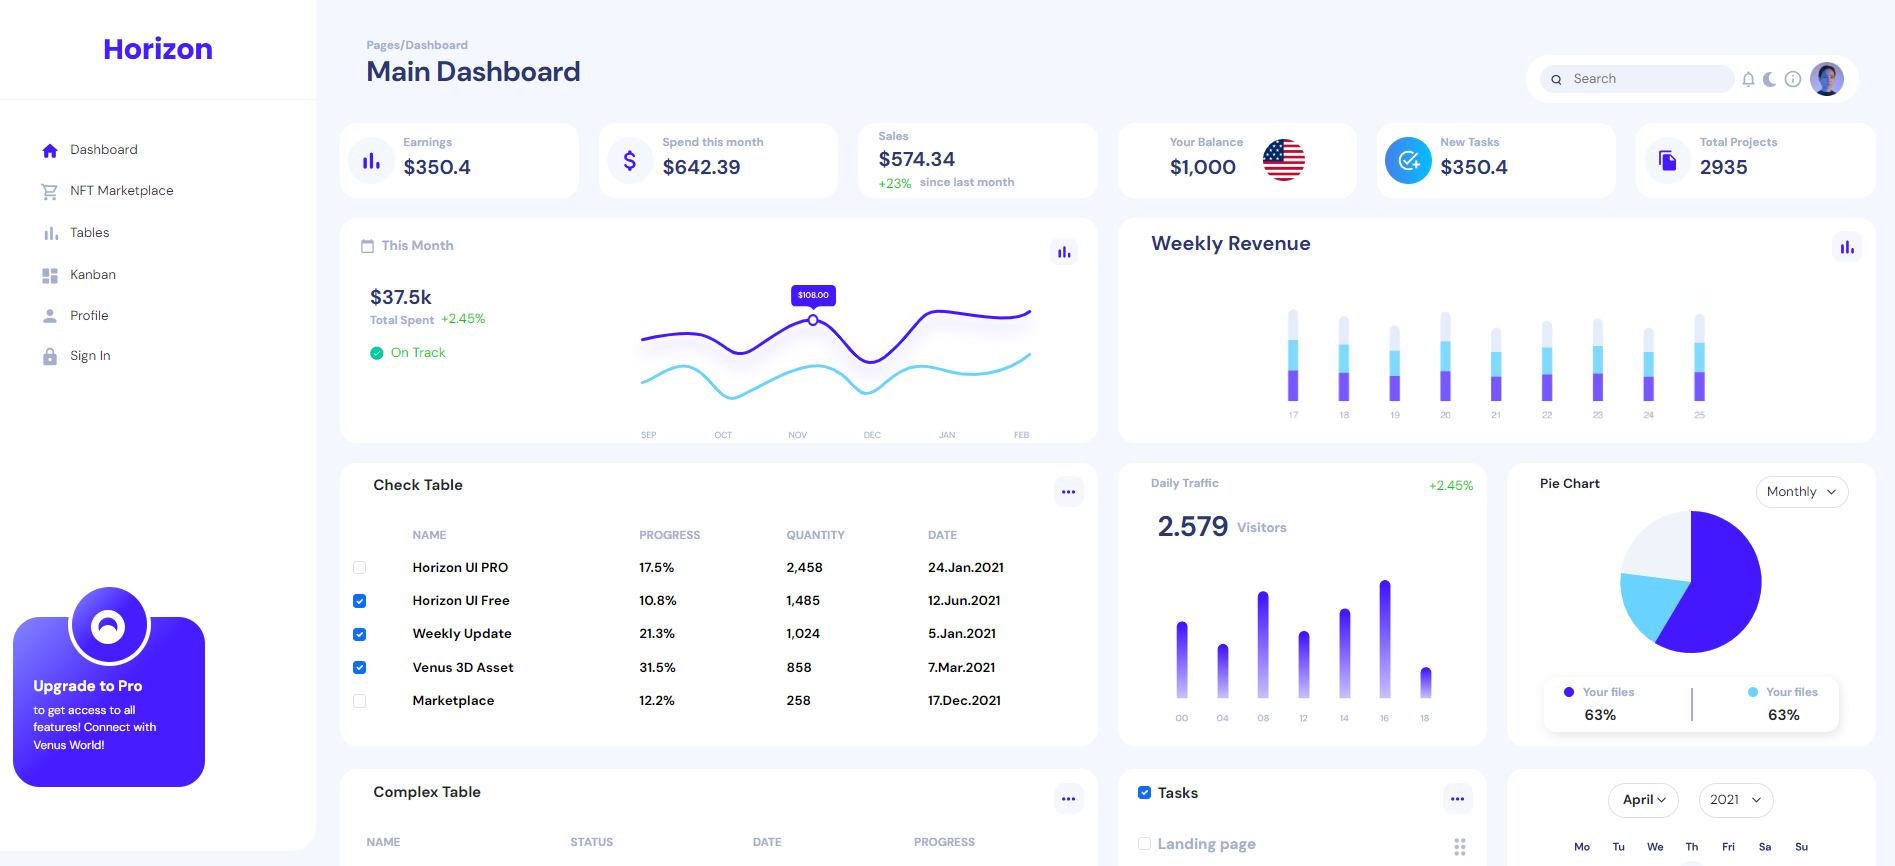 Horizon
Dashboard
NFT Marketplace
Tables
Kanban
Profile
Sign In
Upgrade to Pro
to get access to all
features! Connect with
Venus World!
Pages/Dashboard
Main Dashboard
Search
Earnings
$350.4
Spend this month
$642.39
Sales
$574.34
+23% since last month
Your Balance
$1,000
New Tasks
$350.4
Total Projects
2935
This Month
$37.5k
Total Spent +2.45%
On Track
$108.00
SEP OCT NOV DEC JAN FEB
Weekly Revenue
17 18 19 20 21 22 23 24 25
Check Table
NAME PROGRESS QUANTITY DATE
Horizon UI PRO 17.5% 2,458 24.Jan.2021
Horizon UI Free 10.8% 1,485 12.Jun.2021
Weekly Update 21.3% 1,024 5.Jan.2021
Venus 3D Asset 31.5% 858 7.Mar.2021
Marketplace 12.2% 258 17.Dec.2021
Daily Traffic +2.45%
2.579 Visitors
00 04 08 12 14 16 18
Pie Chart Monthly
Your files Your files
63% 63%
Complex Table
NAME STATUS DATE PROGRESS
Tasks
Landing page
April 2021
Mo Tu We Th Fri Sa Su